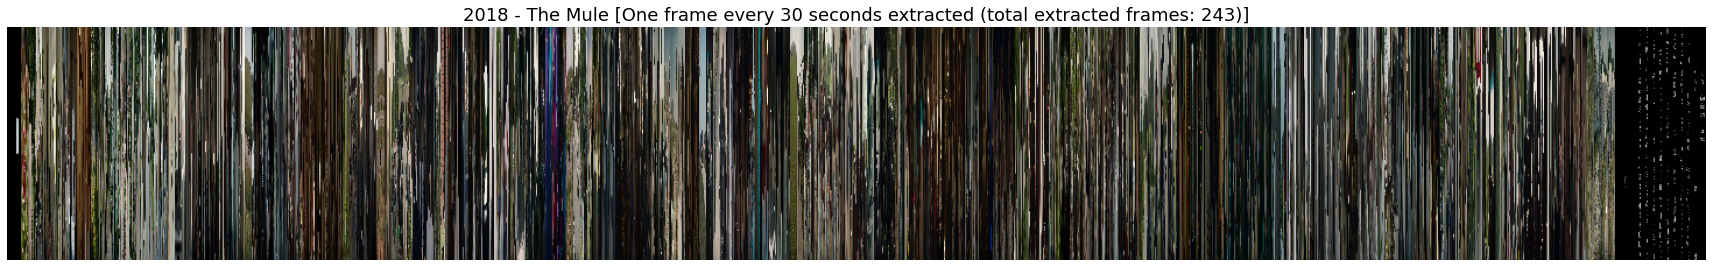 2018 - The Mule [One frame every 30 seconds extracted (total extracted frames: 243)]